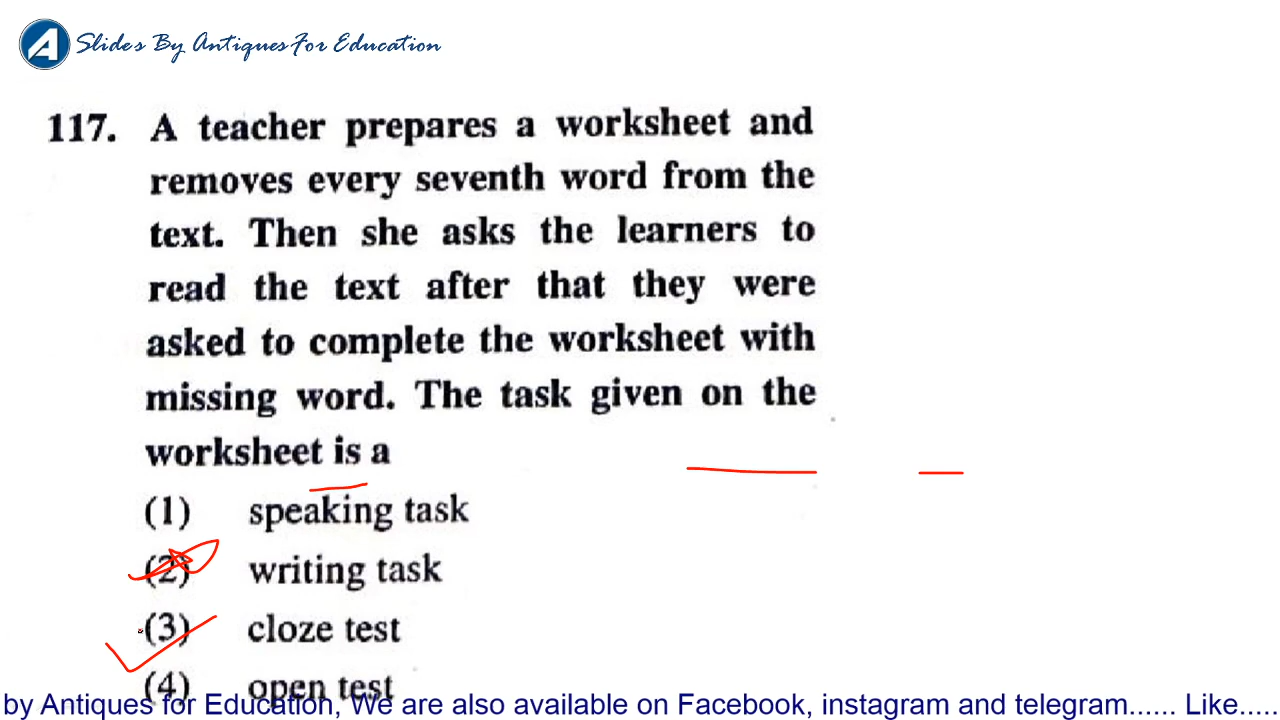 Slides By Antiques For Education
117. A teacher prepares a worksheet and
removes every seventh word from the
text. Then she asks the learners to
read the text after that they were
asked to complete the worksheet with
missing word. The task given on the
worksheet is a
(1) speaking task
(2) writing task
(3) cloze test
(4) open test
by Antiques for Education, We are also available on Facebook, instagram and telegram...... Like.....